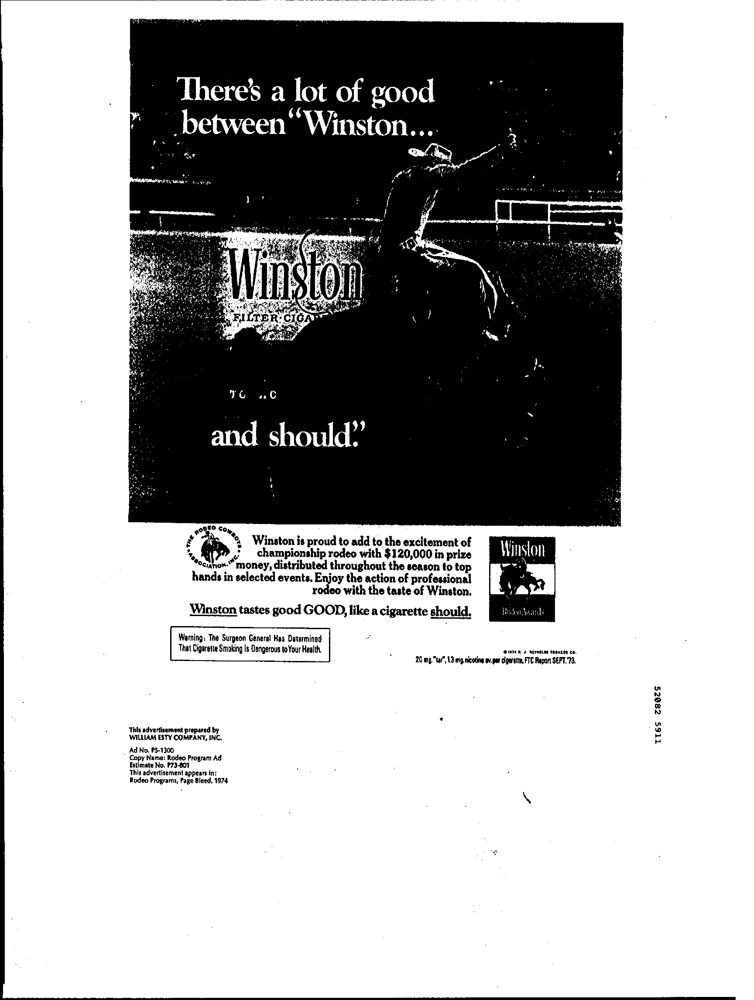 There's a lot of good
between “Winston...
Winston
FILTER·CIGAR
and should.”
THE RODEO COWBOYS
ASSOCIATION, INC.
Winston is proud to add to the excitement of
championship rodeo with $120,000 in prize
money, distributed throughout the season to top
hands in selected events. Enjoy the action of professional
rodeo with the taste of Winston.
Winston tastes good GOOD, like a cigarette should.
Winston
Rodeo Awards
Warning: The Surgeon General Has Determined
That Cigarette Smoking Is Dangerous to Your Health.
© 1974 R. J. REYNOLDS TOBACCO CO.
20 mg. "tar", 1.3 mg. nicotine av. per cigarette, FTC Report SEPT. '73.
52082 5911
This advertisement prepared by
WILLIAM ESTY COMPANY, INC.
Ad No. PS-1300
Copy Name: Rodeo Program Ad
Estimate No. P73-801
This advertisement appears in:
Rodeo Programs, Page Bleed, 1974